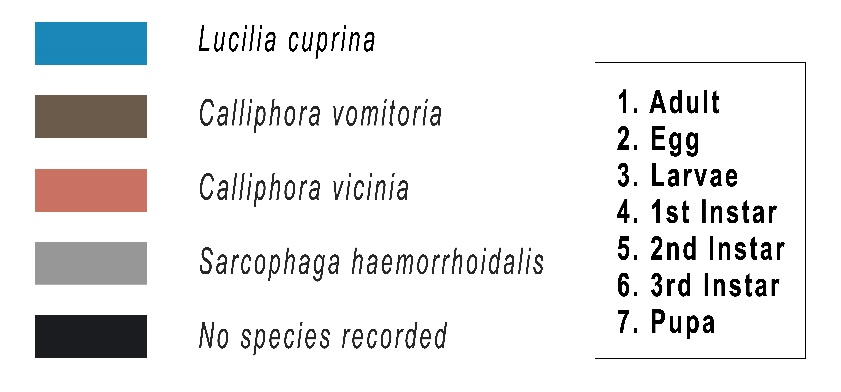 Lucilia cuprina
Calliphora vomitoria
Calliphora vicinia
Sarcophaga haemorrhoidalis
No species recorded
1. Adult
2. Egg
3. Larvae
4. 1st Instar
5. 2nd Instar
6. 3rd Instar
7. Pupa